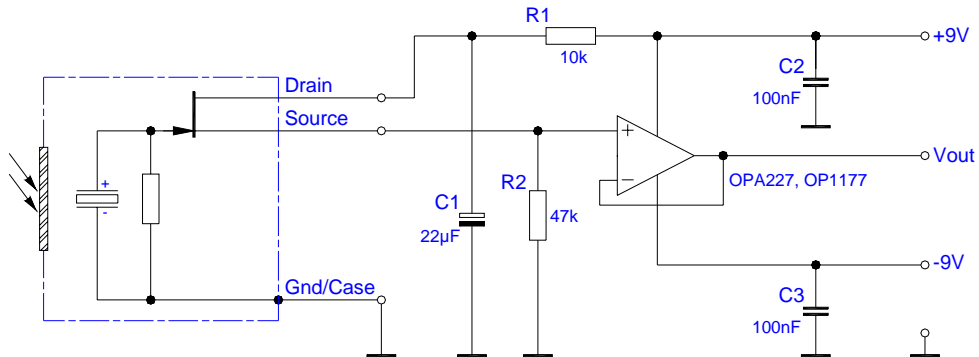 R1
10k
+9V
C2
100nF
Drain
Source
+
-
+
−
Vout
OPA227, OP1177
R2
47k
C1
22µF
Gnd/Case
-9V
C3
100nF